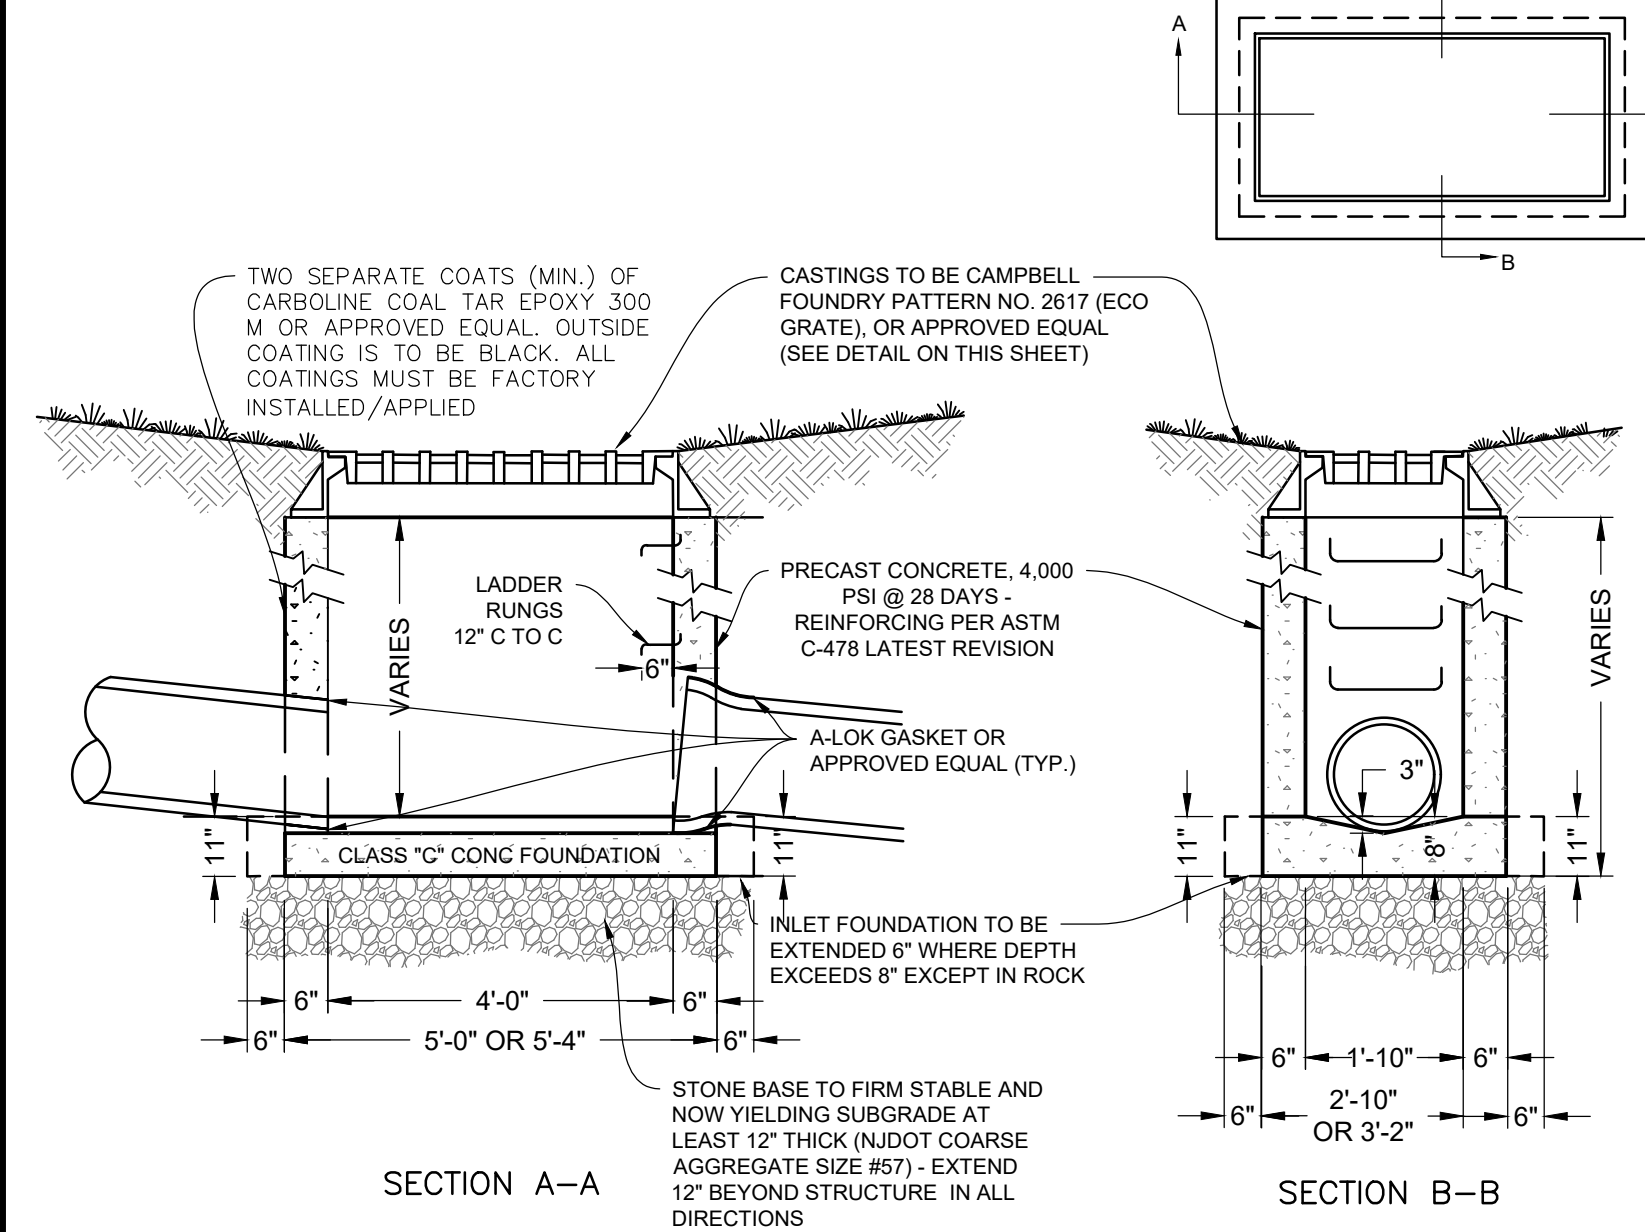 A
B
TWO SEPARATE COATS (MIN.) OF
CARBOLINE COAL TAR EPOXY 300
M OR APPROVED EQUAL. OUTSIDE
COATING IS TO BE BLACK. ALL
COATINGS MUST BE FACTORY
INSTALLED/APPLIED
CASTINGS TO BE CAMPBELL
FOUNDRY PATTERN NO. 2617 (ECO
GRATE), OR APPROVED EQUAL
(SEE DETAIL ON THIS SHEET)
LADDER
RUNGS
12" C TO C
6"
VARIES
PRECAST CONCRETE, 4,000
PSI @ 28 DAYS -
REINFORCING PER ASTM
C-478 LATEST REVISION
VARIES
A-LOK GASKET OR
APPROVED EQUAL (TYP.)
3"
11"
CLASS "C" CONC FOUNDATION
11"
11"
8"
11"
INLET FOUNDATION TO BE
EXTENDED 6" WHERE DEPTH
EXCEEDS 8" EXCEPT IN ROCK
6"
4'-0"
6"
6"
5'-0" OR 5'-4"
6"
6"
1'-10"
6"
6"
2'-10"
OR 3'-2"
6"
STONE BASE TO FIRM STABLE AND
NOW YIELDING SUBGRADE AT
LEAST 12" THICK (NJDOT COARSE
AGGREGATE SIZE #57) - EXTEND
12" BEYOND STRUCTURE IN ALL
DIRECTIONS
SECTION A-A
SECTION B-B